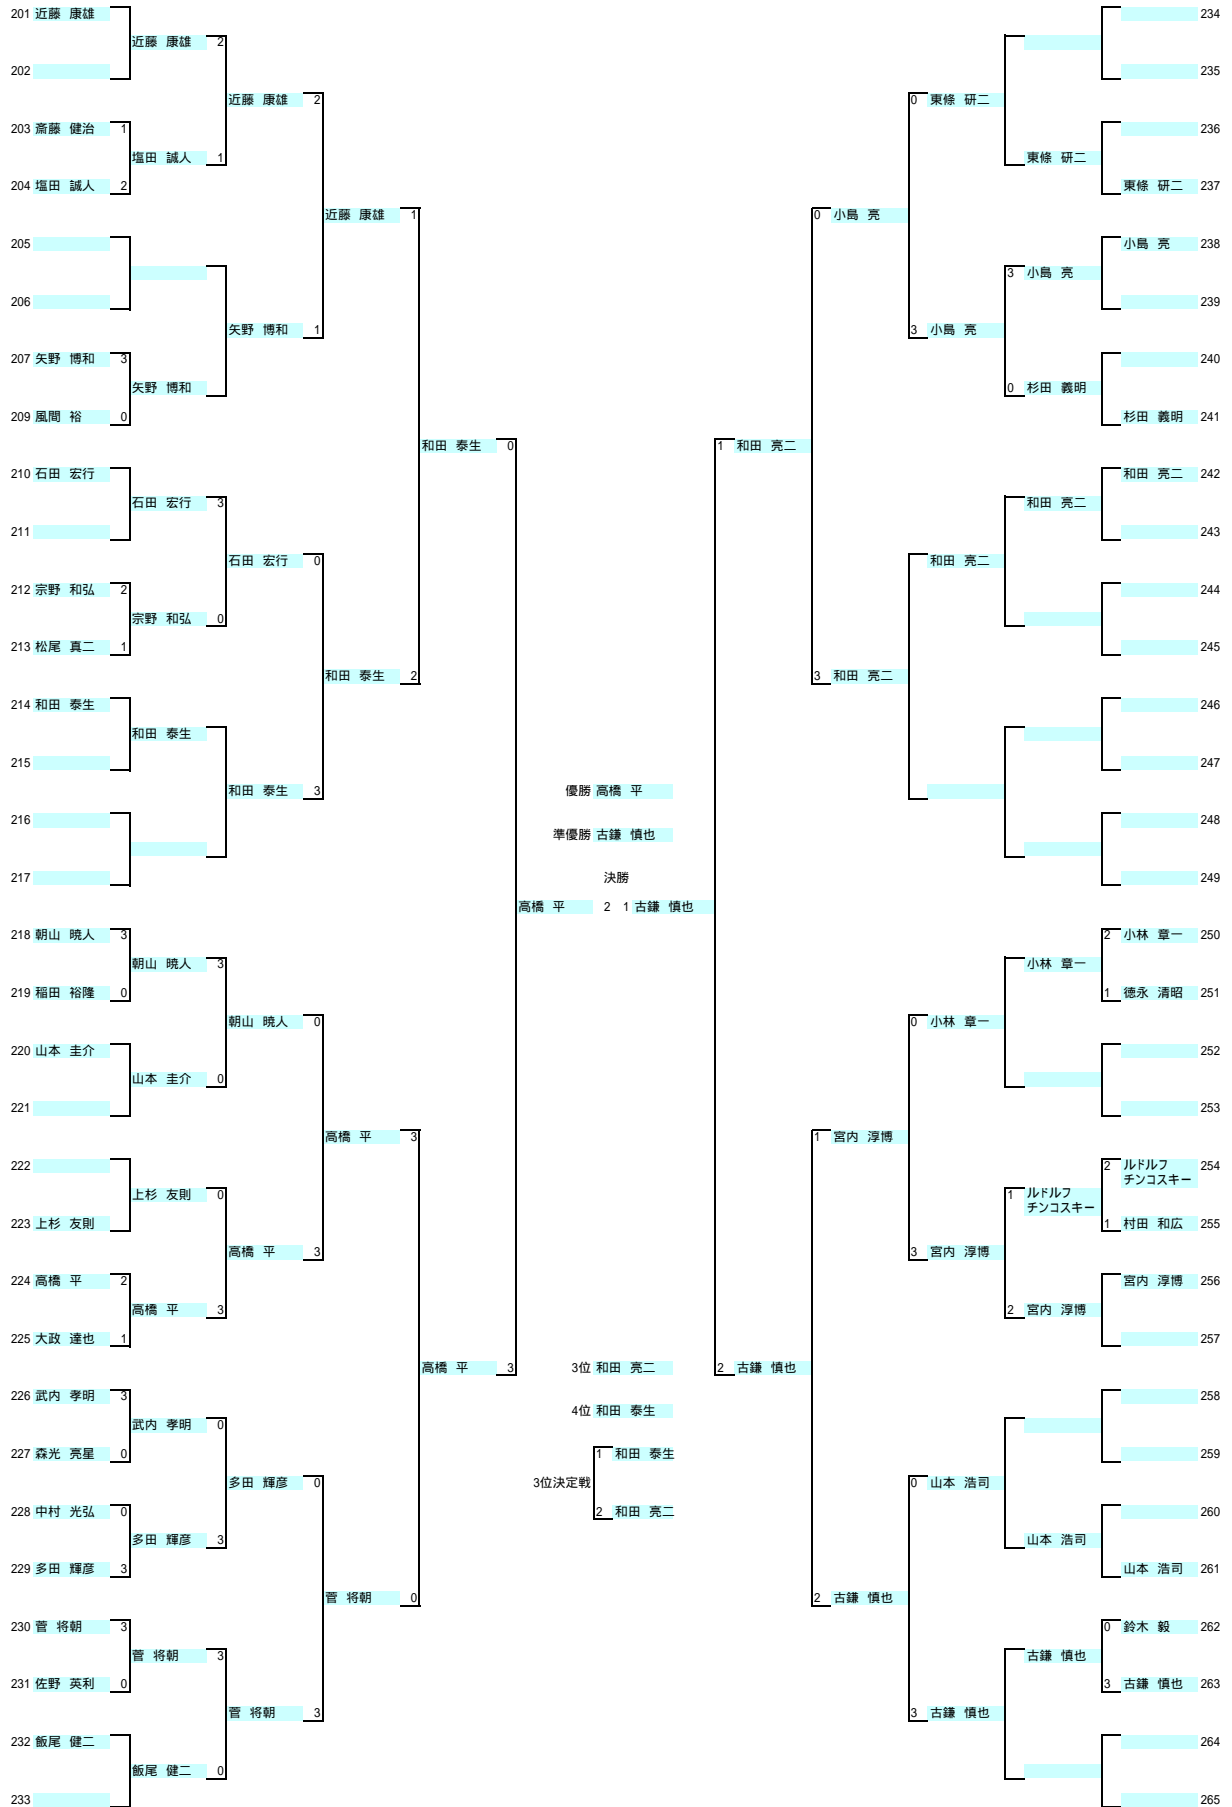 201 近藤 康雄
近藤 康雄 2
202
近藤 康雄 2
203 斎藤 健治 1
塩田 誠人 1
204 塩田 誠人 2
近藤 康雄 1
205
206
矢野 博和 1
207 矢野 博和 3
矢野 博和
209 風間 裕 0
和田 泰生 0
210 石田 宏行
石田 宏行 3
211
石田 宏行 0
212 宗野 和弘 2
宗野 和弘 0
213 松尾 真二 1
和田 泰生 2
214 和田 泰生
和田 泰生
215
和田 泰生 3
216
217
218 朝山 暁人 3
朝山 暁人 3
219 稲田 裕隆 0
朝山 暁人 0
220 山本 圭介
山本 圭介 0
221
高橋 平 3
222
上杉 友則 0
223 上杉 友則
高橋 平 3
224 高橋 平 2
高橋 平 3
225 大政 達也 1
高橋 平 3
226 武内 孝明 3
武内 孝明 0
227 森光 亮星 0
多田 輝彦 0
228 中村 光弘 0
多田 輝彦 3
229 多田 輝彦 3
菅 将朝 0
230 菅 将朝 3
菅 将朝 3
231 佐野 英利 0
菅 将朝 3
232 飯尾 健二
飯尾 健二 0
233
優勝 高橋 平
準優勝 古鎌 慎也
決勝
高橋 平 2 1 古鎌 慎也
3位 和田 亮二
4位 和田 泰生
1 和田 泰生
3位決定戦
2 和田 亮二
234
235
0 東條 研二
236
東條 研二
東條 研二 237
0 小島 亮
小島 亮 238
3 小島 亮
239
3 小島 亮
240
0 杉田 義明
杉田 義明 241
1 和田 亮二
和田 亮二 242
和田 亮二
243
和田 亮二
244
245
3 和田 亮二
246
247
248
249
2 小林 章一 250
小林 章一
1 徳永 清昭 251
0 小林 章一
252
253
1 宮内 淳博
2 ルドルフ チンコスキー 254
1 ルドルフ チンコスキー
1 村田 和広 255
3 宮内 淳博
宮内 淳博 256
2 宮内 淳博
257
2 古鎌 慎也
258
259
0 山本 浩司
260
山本 浩司
山本 浩司 261
2 古鎌 慎也
0 鈴木 毅 262
古鎌 慎也
3 古鎌 慎也 263
3 古鎌 慎也
264
265